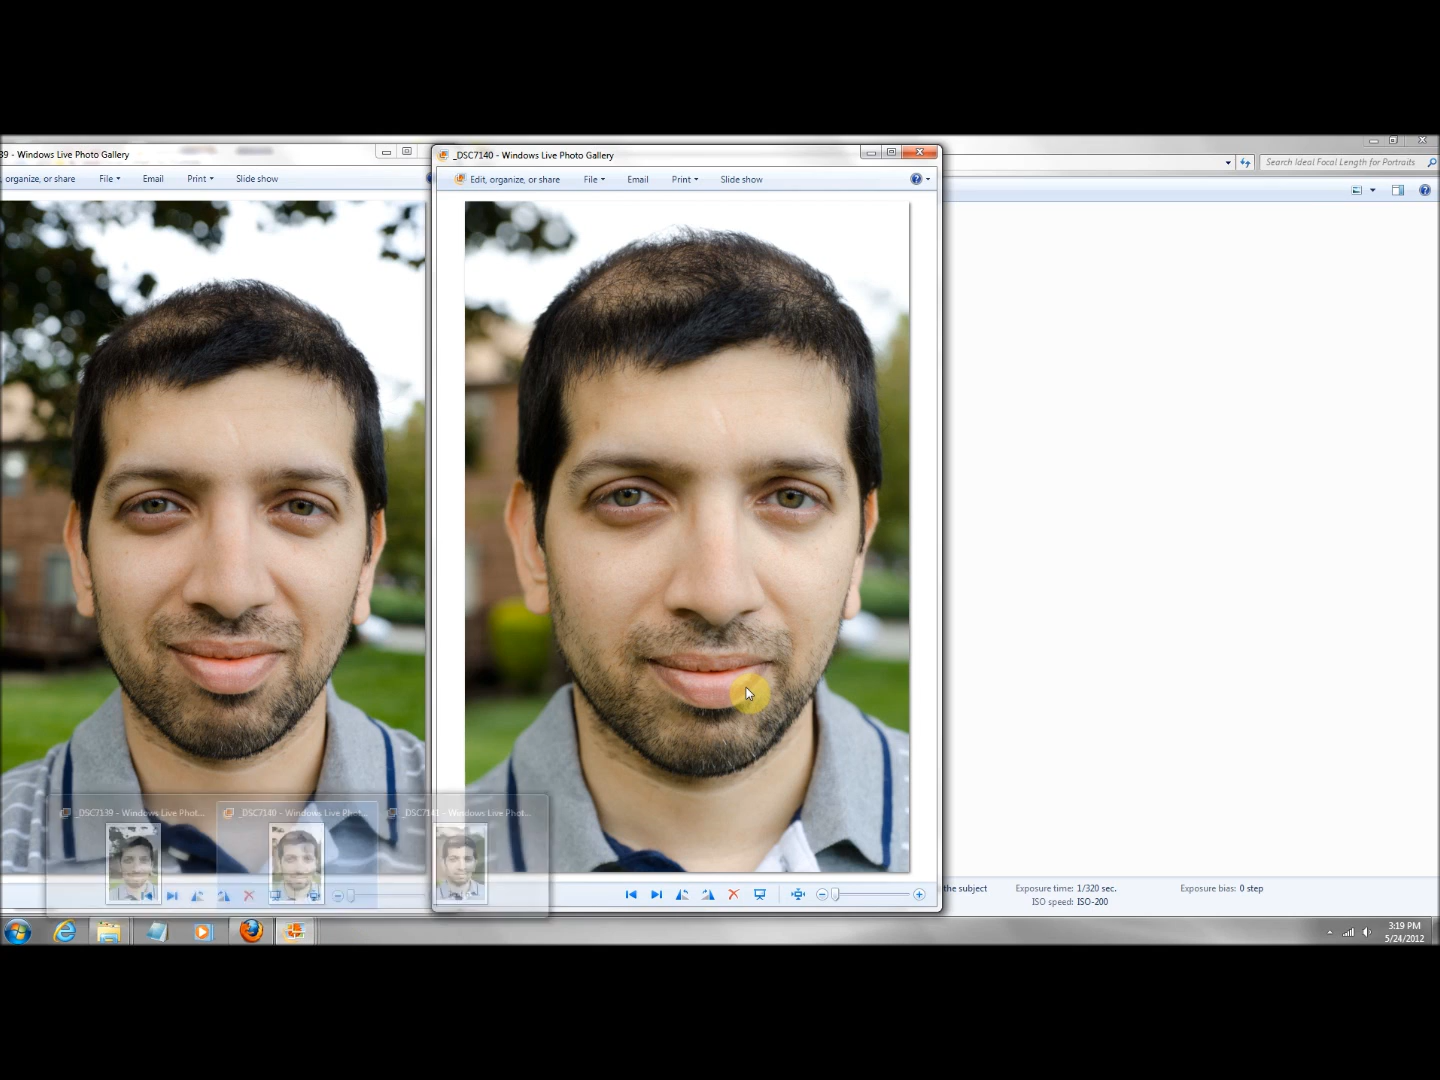 39 - Windows Live Photo Gallery
, organize, or share File Email Print Slide show
_DSC7140 - Windows Live Photo Gallery
Edit, organize, or share File Email Print Slide show
Search Ideal Focal Length for Portraits
_DSC7139 - Windows Live Phot... _DSC7140 - Windows Live Phot... _DSC7141 - Windows Live Phot...
the subject Exposure time: 1/320 sec. Exposure bias: 0 step
ISO speed: ISO-200
3:19 PM
5/24/2012